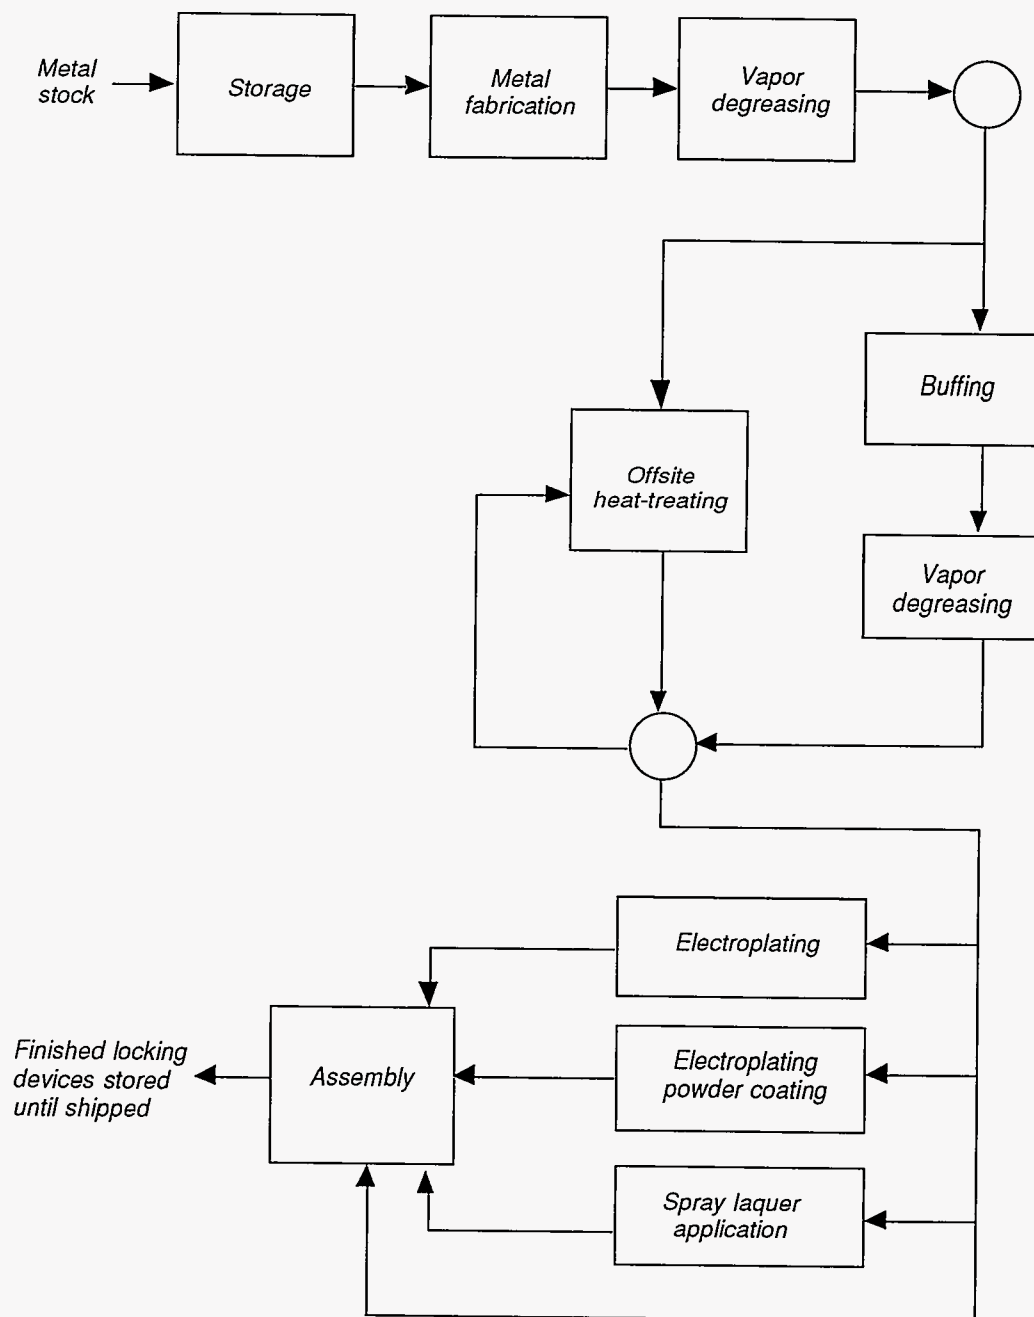 Metal
stock
Storage
Metal
fabrication
Vapor
degreasing
Buffing
Offsite
heat-treating
Vapor
degreasing
Electroplating
Finished locking
devices stored
until shipped
Assembly
Electroplating
powder coating
Spray laquer
application